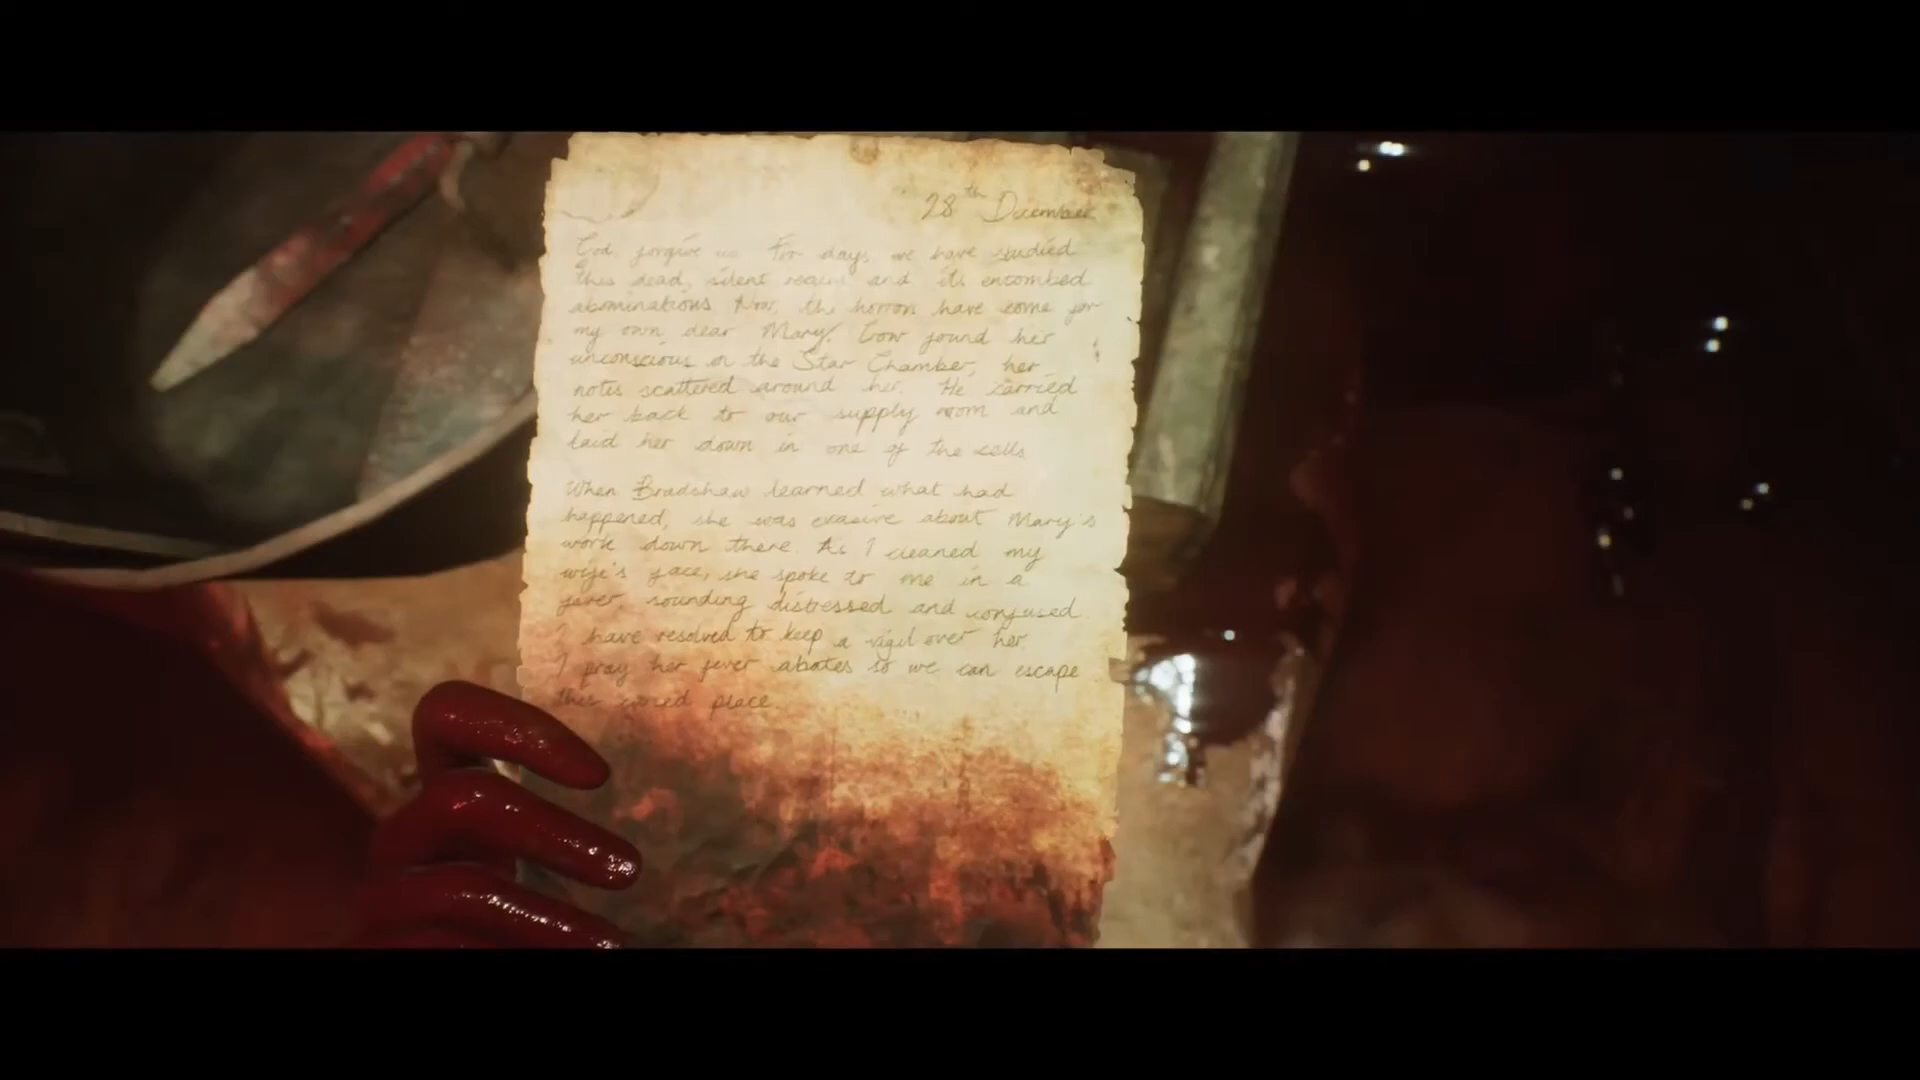 28th December
God forgive us For days we have studied
this dead, silent realm and its entombed
abominations Now, the horrors have come for
my own dear Mary. Crow found her
unconscious in the Star Chamber, her
notes scattered around her. He carried
her back to our supply room and
laid her down in one of the cells
When Bradshaw learned what had
happened, she was evasive about Mary's
work down there. As I cleaned my
wife's face, she spoke to me in a
fever, sounding distressed and confused.
I have resolved to keep a vigil over her.
I pray her fever abates so we can escape
this place.